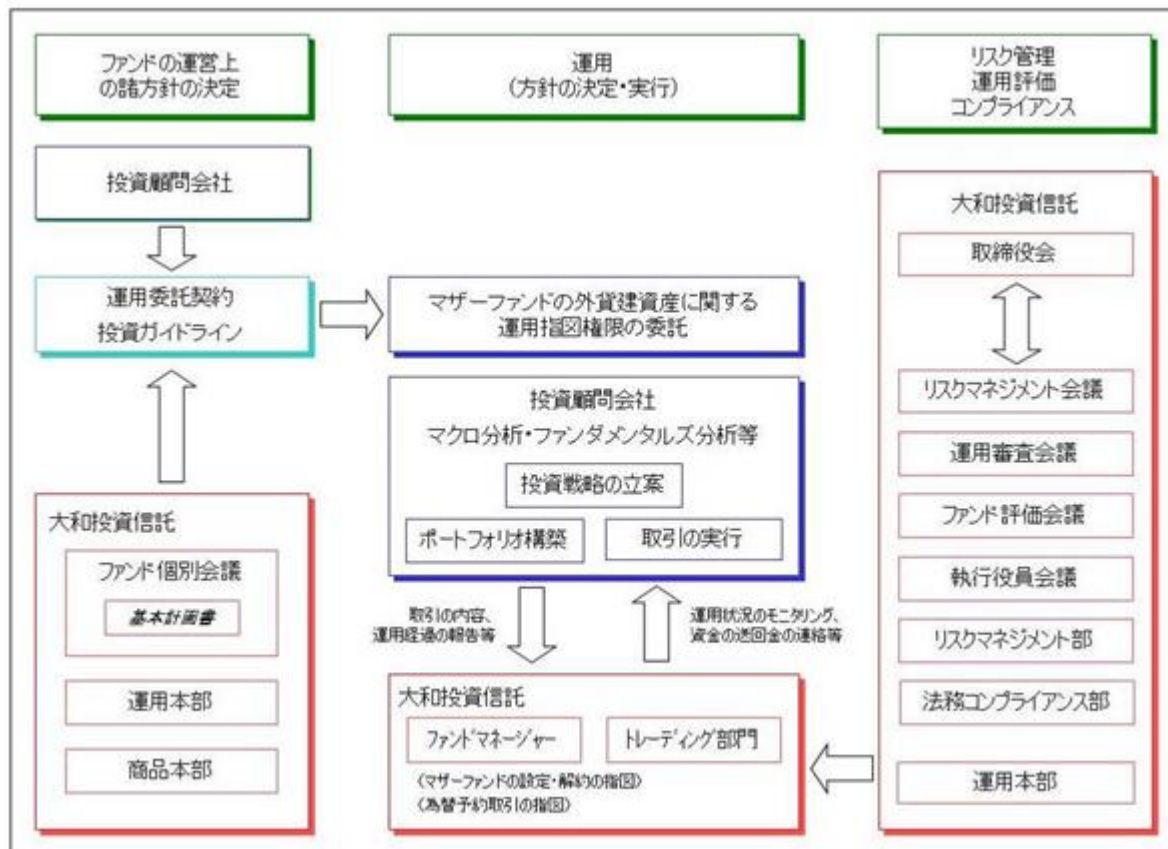 ファンドの運営上
の諸方針の決定
運用
(方針の決定・実行)
リスク管理
運用評価
コンプライアンス
投資顧問会社
運用委託契約
投資ガイドライン
マザーファンドの外貨建資産に関する
運用指図権限の委託
投資顧問会社
マクロ分析・ファンダメンタルズ分析等
投資戦略の立案
ポートフォリオ構築
取引の実行
取引の内容、
運用経過の報告等
運用状況のモニタリング、
資金の送回金の連絡等
大和投資信託
ファンド個別会議
基本計画書
運用本部
商品本部
大和投資信託
ファンドマネージャー
トレーディング部門
(マザーファンドの設定・解約の指図)
(為替予約取引の指図)
大和投資信託
取締役会
リスクマネジメント会議
運用審査会議
ファンド評価会議
執行役員会議
リスクマネジメント部
法務コンプライアンス部
運用本部